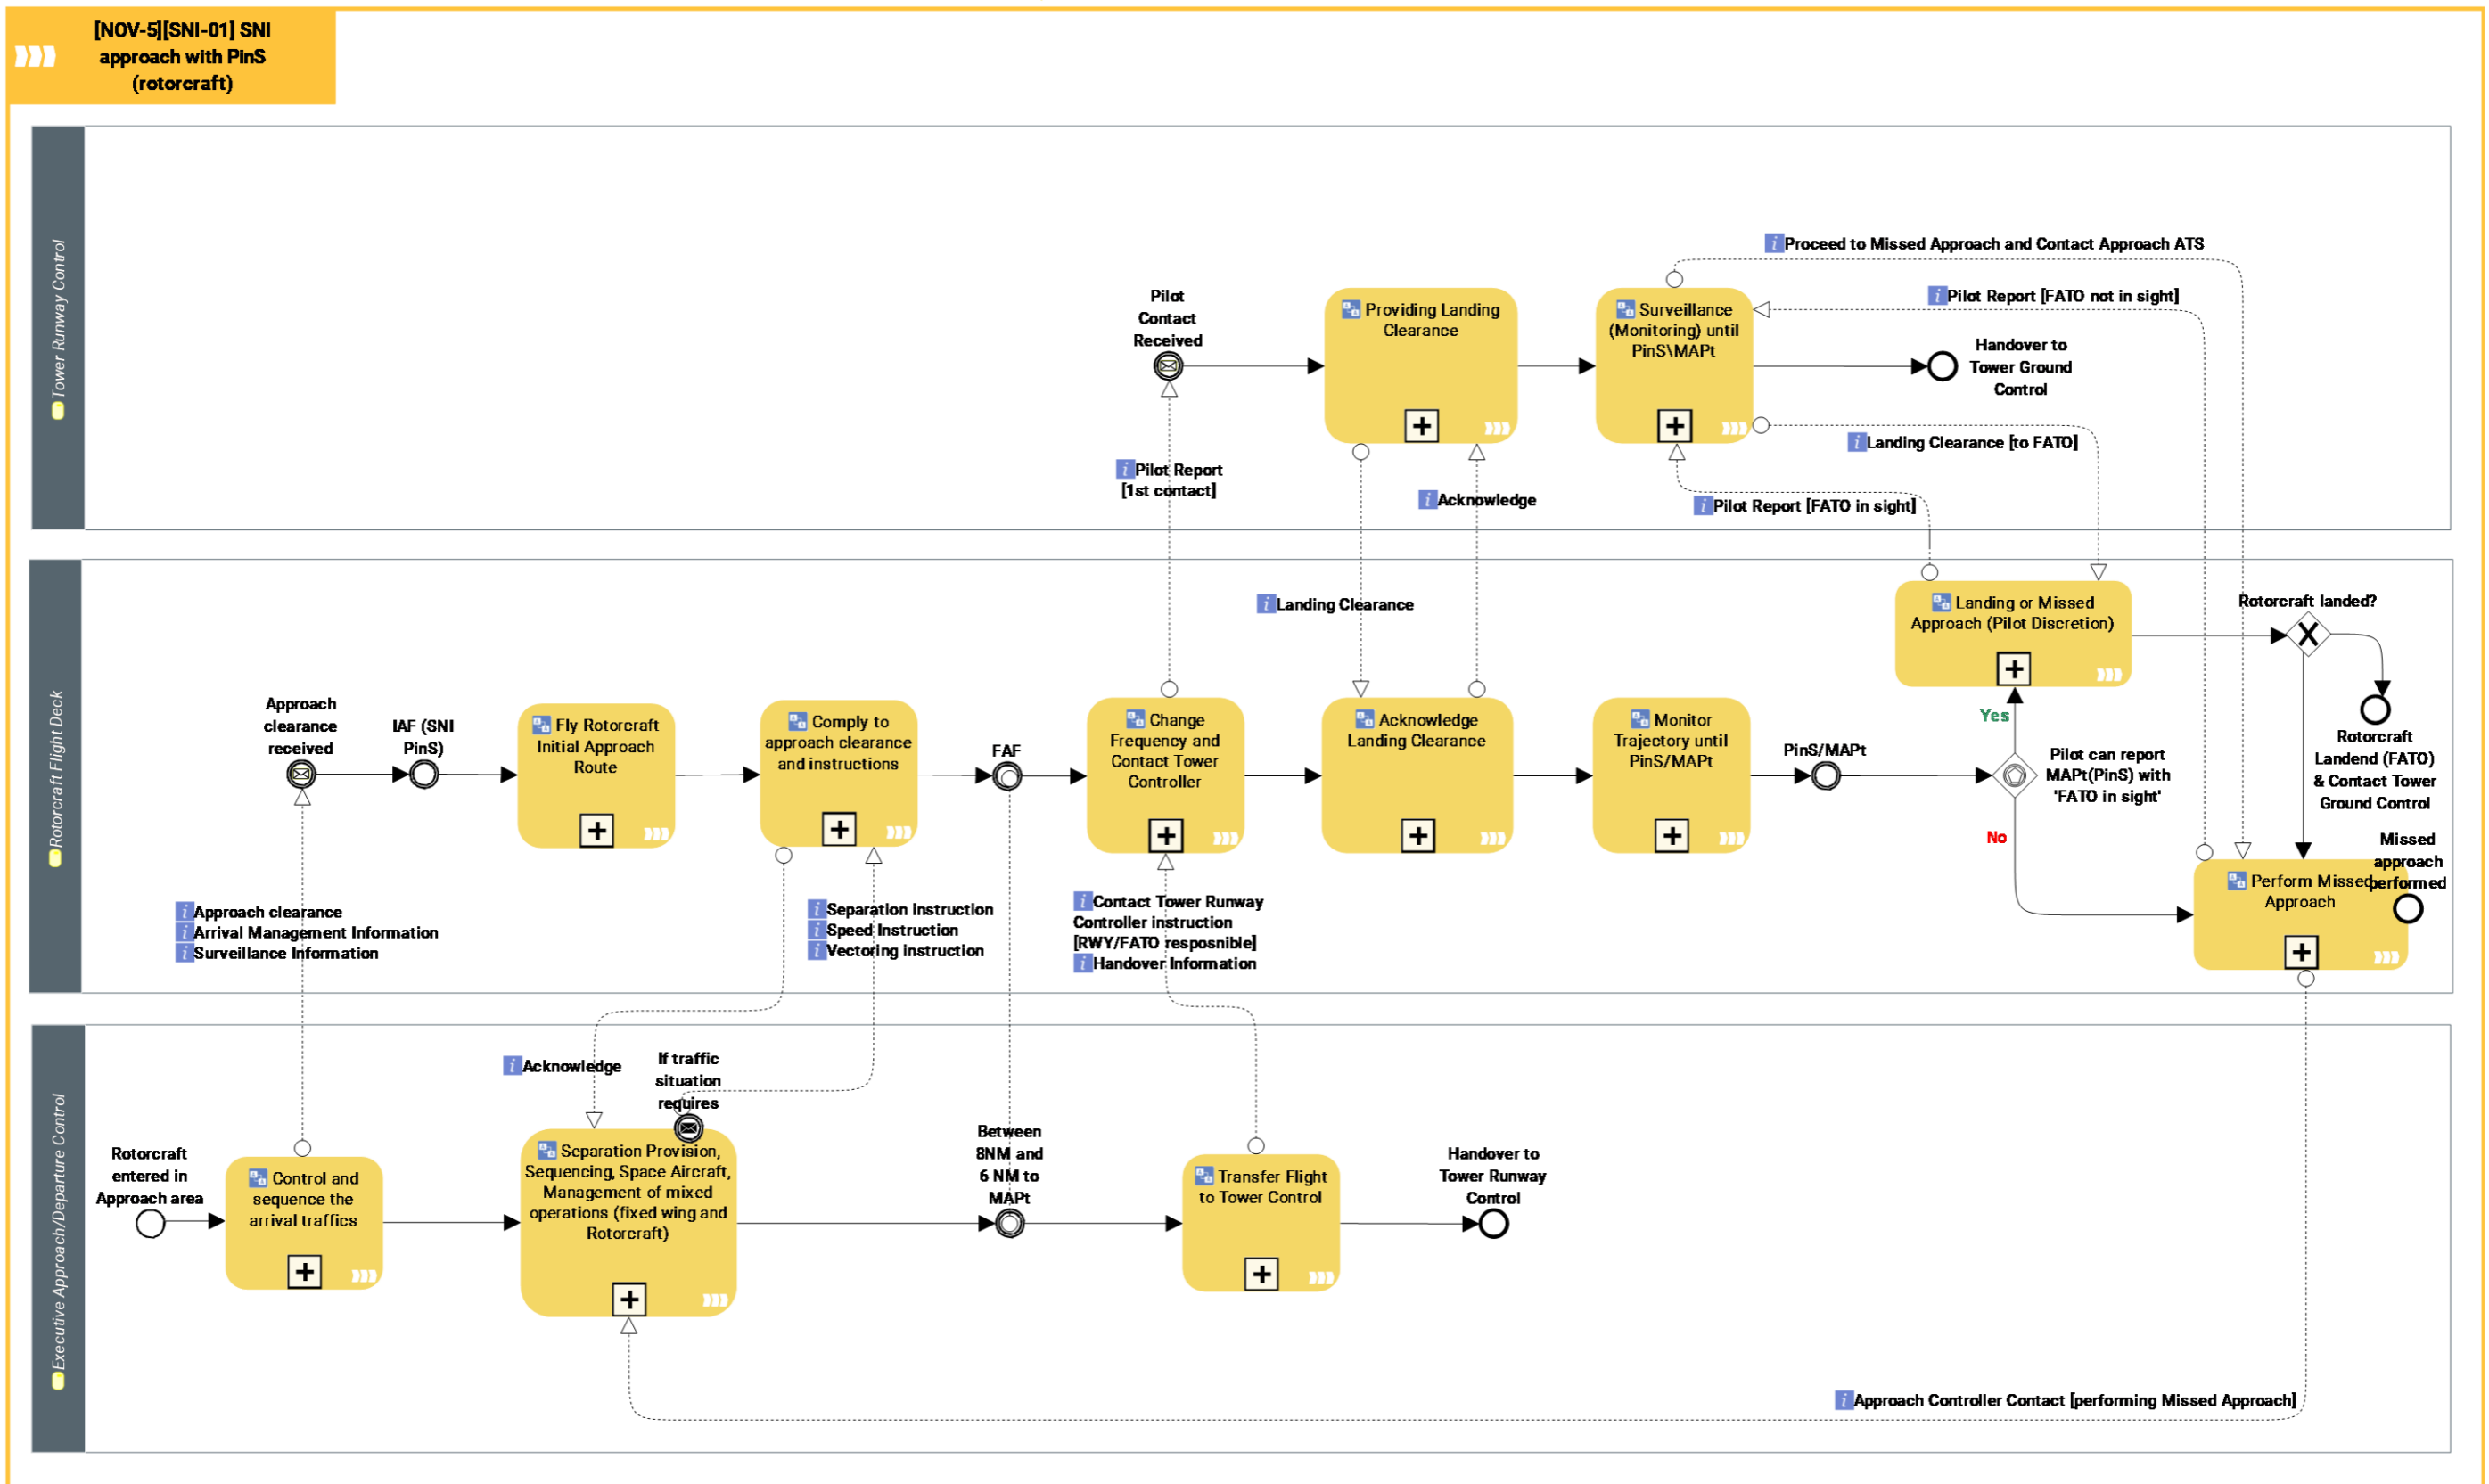 [NOV-5][SNI-01] SNI
approach with PinS
(rotorcraft)
Tower Runway Control
Proceed to Missed Approach and Contact Approach ATS
Pilot Report [FATO not in sight]
Pilot
Contact
Received
Providing Landing
Clearance
Surveillance
(Monitoring) until
PinS\MAPt
Handover to
Tower Ground
Control
Landing Clearance [to FATO]
Pilot Report
[1st contact]
Acknowledge
Pilot Report [FATO in sight]
Rotorcraft Flight Deck
Landing Clearance
Landing or Missed
Approach (Pilot Discretion)
Rotorcraft landed?
Approach
clearance
received
IAF (SNI
PinS)
Fly Rotorcraft
Initial Approach
Route
Comply to
approach clearance
and instructions
FAF
Change
Frequency and
Contact Tower
Controller
Acknowledge
Landing Clearance
Monitor
Trajectory until
PinS/MAPt
PinS/MAPt
Yes
Pilot can report
MAPt(PinS) with
'FATO in sight'
No
Rotorcraft
Landend (FATO)
& Contact Tower
Ground Control
Missed
approach
performed
Perform Missed
Approach
Approach clearance
Arrival Management Information
Surveillance Information
Separation instruction
Speed Instruction
Vectoring instruction
Contact Tower Runway
Controller instruction
[RWY/FATO resposnible]
Handover Information
Executive Approach/Departure Control
Acknowledge
If traffic
situation
requires
Rotorcraft
entered in
Approach area
Control and
sequence the
arrival traffics
Separation Provision,
Sequencing, Space Aircraft,
Management of mixed
operations (fixed wing and
Rotorcraft)
Between
8NM and
6 NM to
MAPt
Transfer Flight
to Tower Control
Handover to
Tower Runway
Control
Approach Controller Contact [performing Missed Approach]